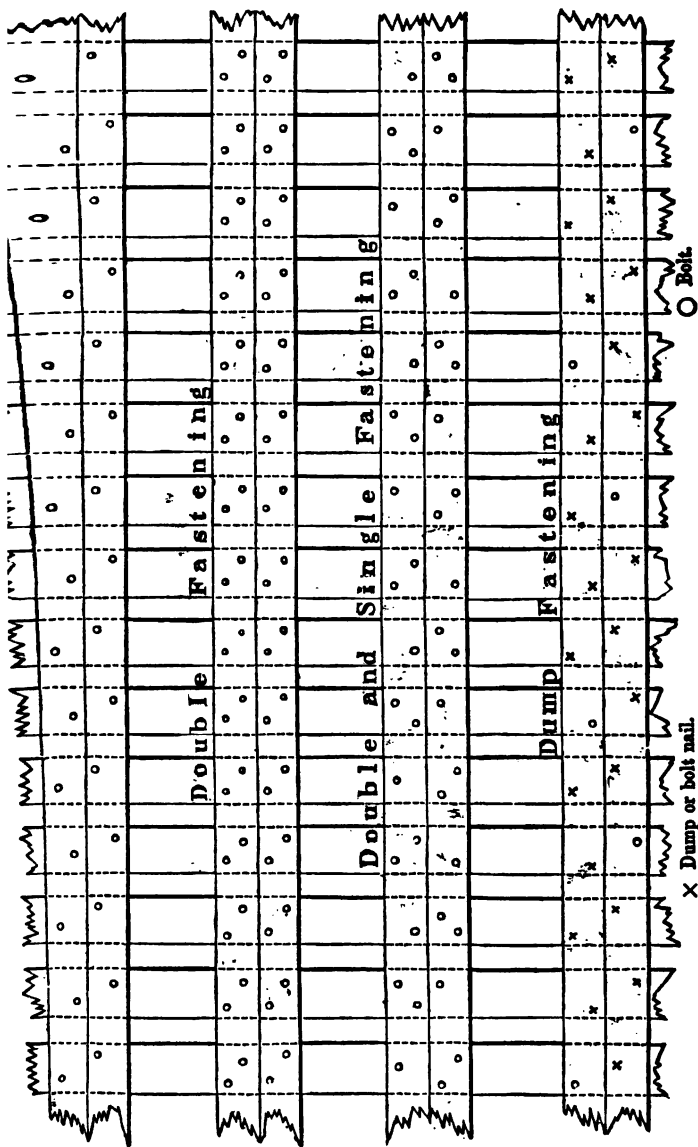 Double Fastening
Double and Single Fastening
Dump Fastening
× Dump or bolt nail.
○ Bolt.